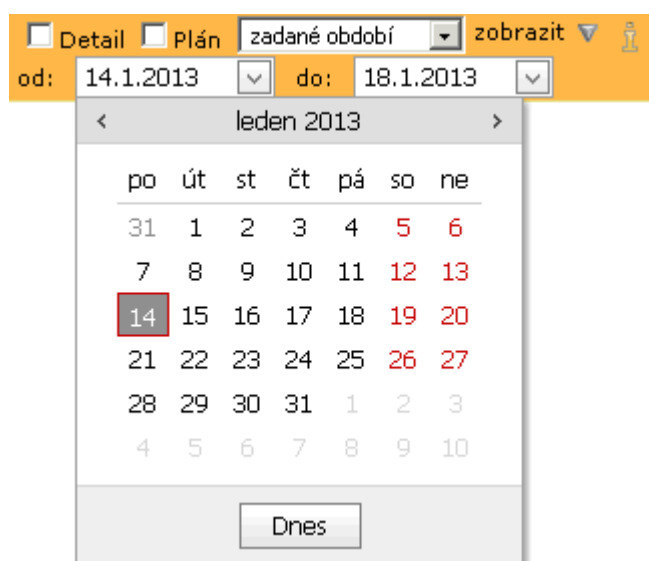 Detail Plán zadané období zobrazit
od: 14.1.2013 do: 18.1.2013
< leden 2013 >
po út st čt pá so ne
31 1 2 3 4 5 6
7 8 9 10 11 12 13
14 15 16 17 18 19 20
21 22 23 24 25 26 27
28 29 30 31 1 2 3
4 5 6 7 8 9 10
Dnes